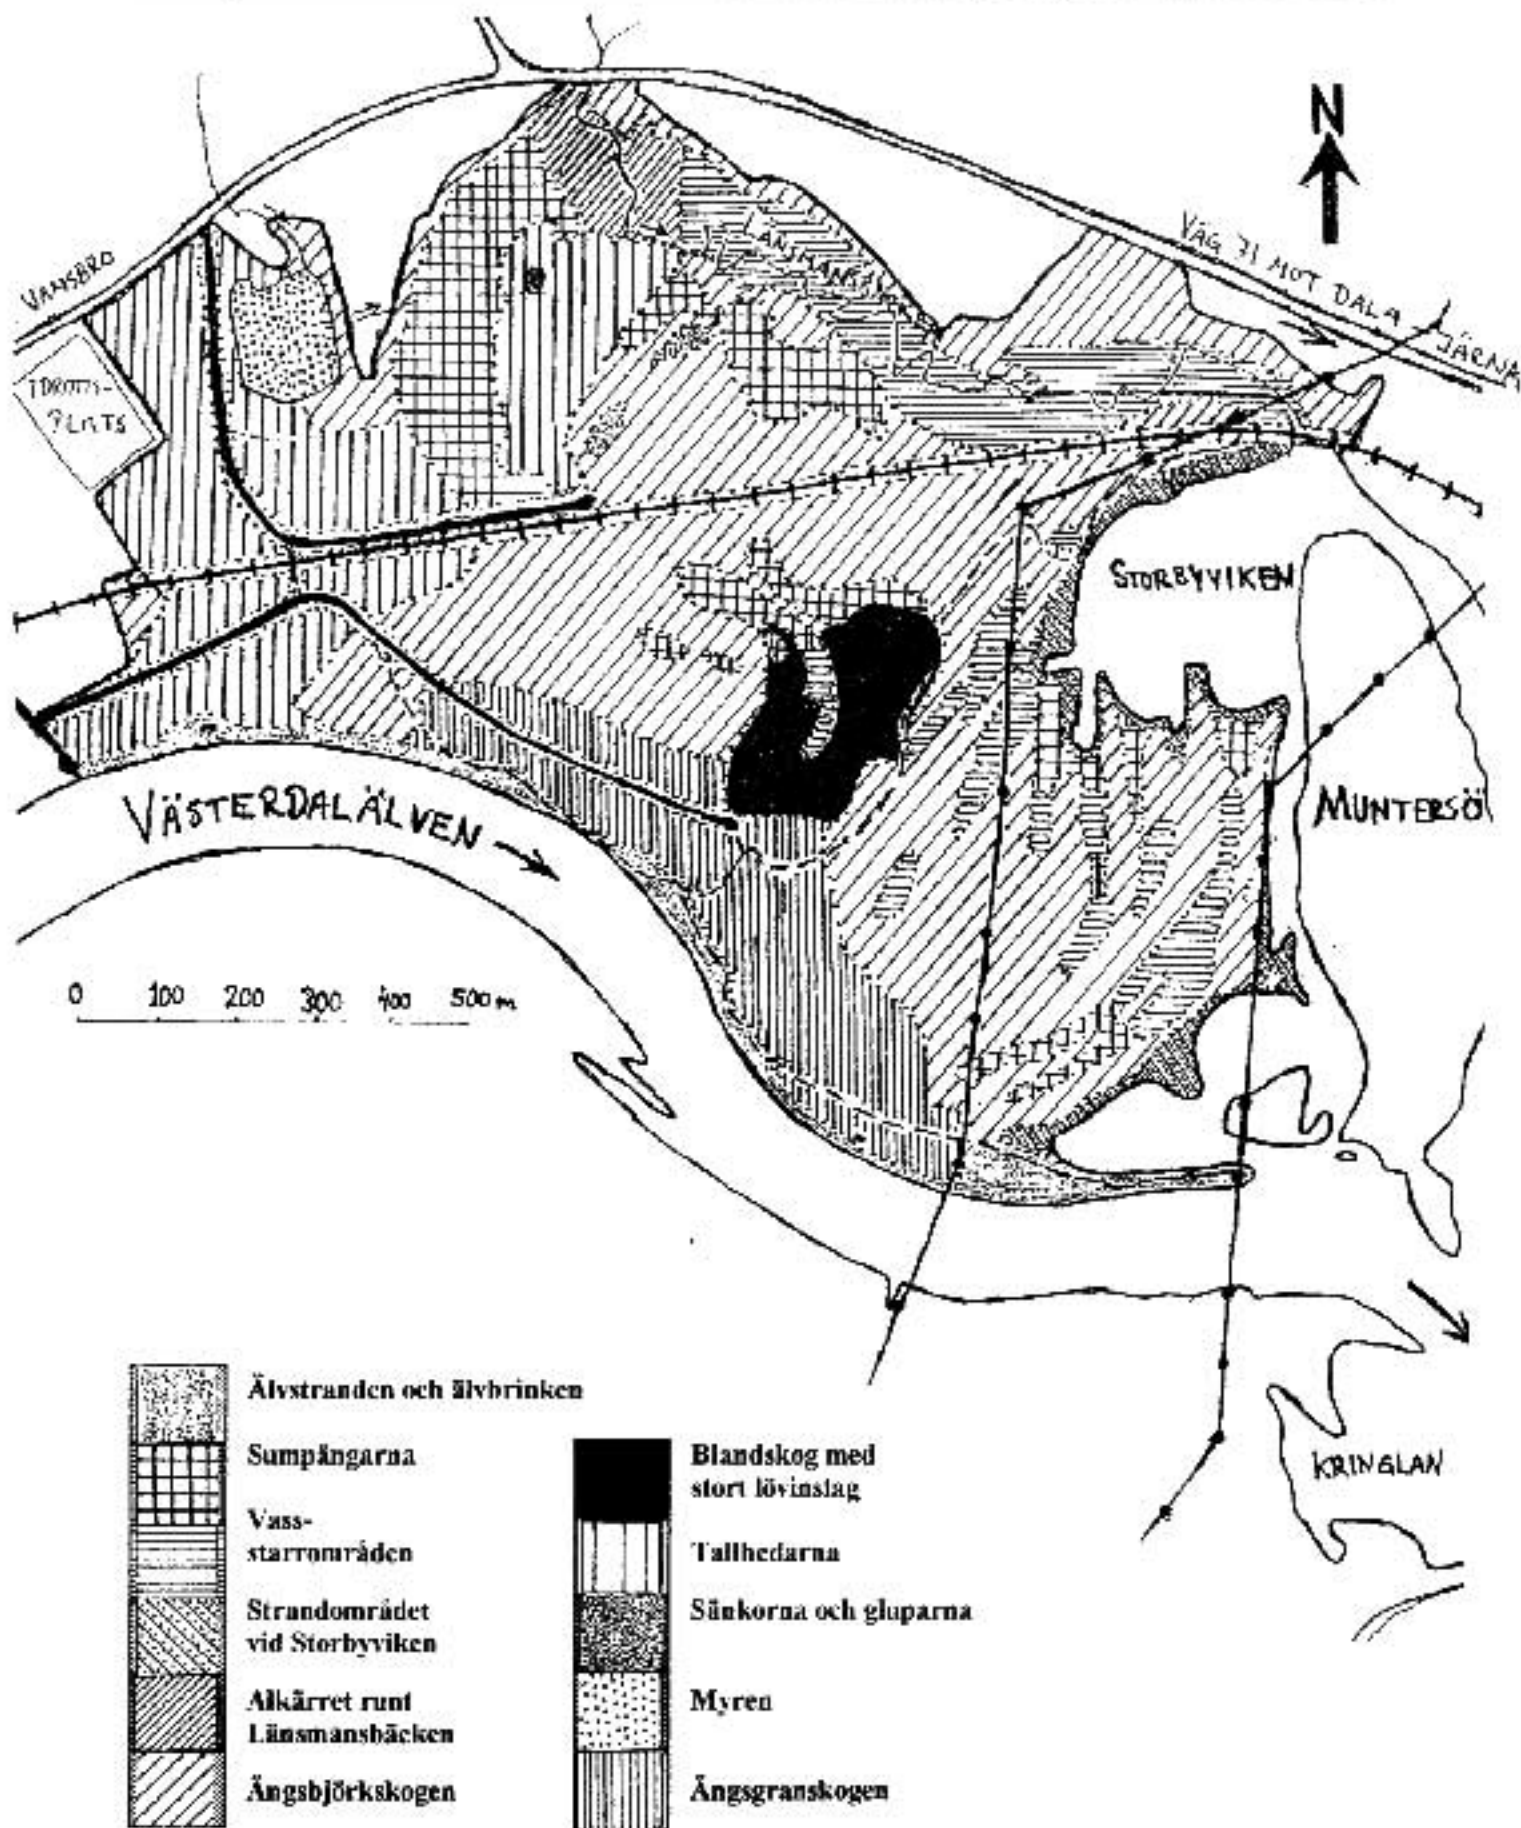 N
VANSBRO
VÄG 71 MOT DALA-JÄRNA
LÄNSMANSB
IDROTTS-
PLATS
STORBYVIKEN
MUNTERSÖ
VÄSTERDALÄLVEN
0 100 200 300 400 500 m
KRINGLAN
Älvstranden och älvbrinken
Sumpängarna
Vass-
starrområden
Strandområdet
vid Storbyviken
Alkärret runt
Länsmansbäcken
Ängsbjörkskogen
Blandskog med
stort lövinslag
Tallhedarna
Sänkorna och gluparna
Myren
Ängsgranskogen